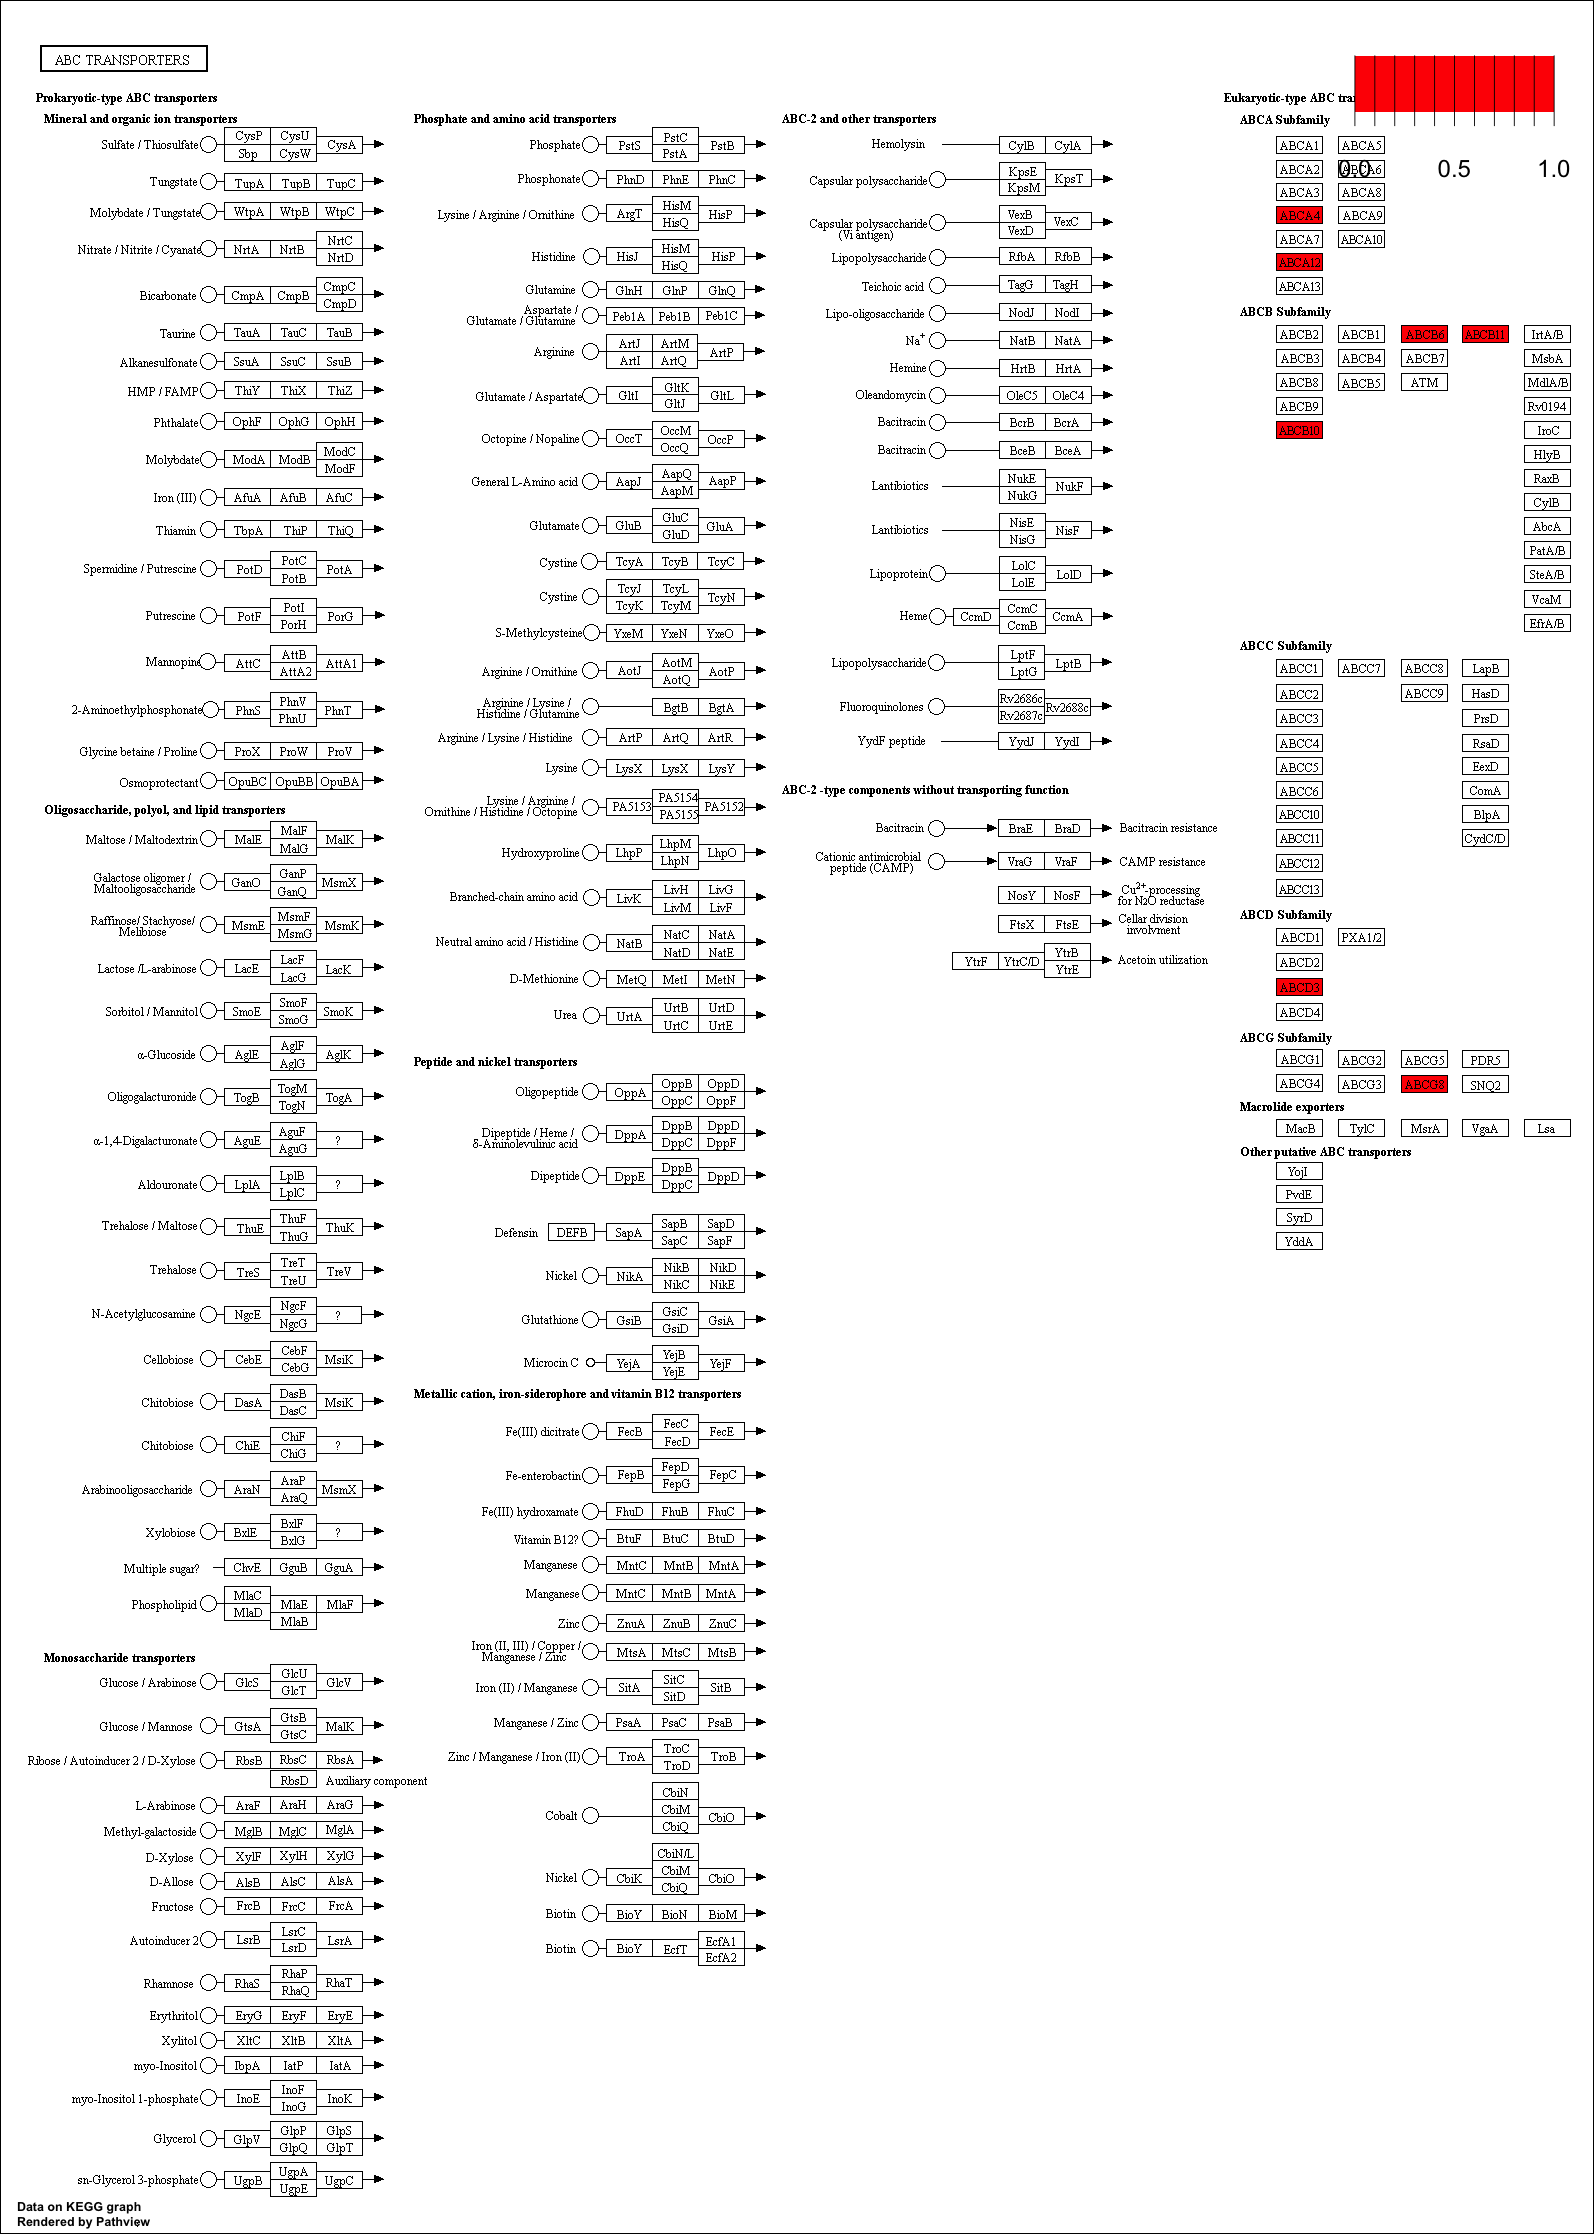 ABC TRANSPORTERS
Prokaryotic-type ABC transporters
Mineral and organic ion transporters
Sulfate / Thiosulfate CysP CysU CysA
Sbp CysW
Tungstate TupA TupB TupC
Molybdate / Tungstate WtpA WtpB WtpC
Nitrate / Nitrite / Cyanate NrtA NrtB NrtC
NrtD
Bicarbonate CmpA CmpB CmpC
CmpD
Taurine TauA TauC TauB
Alkanesulfonate SsuA SsuC SsuB
HMP / FAMP ThiY ThiX ThiZ
Phthalate OphF OphG OphH
Molybdate ModA ModB ModC
ModF
Iron (III) AfuA AfuB AfuC
Thiamin TbpA ThiP ThiQ
Spermidine / Putrescine PotD PotC PotA
PotB
Putrescine PotF PotI PorG
PorH
Mannopine AttC AttB AttA1
AttA2
2-Aminoethylphosphonate PhnS PhnV PhnT
PhnU
Glycine betaine / Proline ProX ProW ProV
Osmoprotectant OpuBC OpuBB OpuBA
Oligosaccharide, polyol, and lipid transporters
Maltose / Maltodextrin MalE MalF MalK
MalG
Galactose oligomer /
Maltooligosaccharide GanO GanP MsmX
GanQ
Raffinose/ Stachyose/
Melibiose MsmE MsmF MsmK
MsmG
Lactose /L-arabinose LacE LacF LacK
LacG
Sorbitol / Mannitol SmoE SmoF SmoK
SmoG
α-Glucoside AglE AglF AglK
AglG
Oligogalacturonide TogB TogM TogA
TogN
α-1,4-Digalacturonate AguE AguF ?
AguG
Aldouronate LplA LplB ?
LplC
Trehalose / Maltose ThuE ThuF ThuK
ThuG
Trehalose TreS TreT TreV
TreU
N-Acetylglucosamine NgcE NgcF ?
NgcG
Cellobiose CebE CebF MsiK
CebG
Chitobiose DasA DasB MsiK
DasC
Chitobiose ChiE ChiF ?
ChiG
Arabinooligosaccharide AraN AraP MsmX
AraQ
Xylobiose BxlE BxlF ?
BxlG
Multiple sugar? ChvE GguB GguA
Phospholipid MlaC MlaE MlaF
MlaD MlaB
Monosaccharide transporters
Glucose / Arabinose GlcS GlcU GlcV
GlcT
Glucose / Mannose GtsA GtsB MalK
GtsC
Ribose / Autoinducer 2 / D-Xylose RbsB RbsC RbsA
RbsD Auxiliary component
L-Arabinose AraF AraH AraG
Methyl-galactoside MglB MglC MglA
D-Xylose XylF XylH XylG
D-Allose AlsB AlsC AlsA
Fructose FrcB FrcC FrcA
Autoinducer 2 LsrB LsrC LsrA
LsrD
Rhamnose RhaS RhaP RhaT
RhaQ
Erythritol EryG EryF EryE
Xylitol XltC XltB XltA
myo-Inositol IbpA IatP IatA
myo-Inositol 1-phosphate InoE InoF InoK
InoG
Glycerol GlpV GlpP GlpS
GlpQ GlpT
sn-Glycerol 3-phosphate UgpB UgpA UgpC
UgpE
Phosphate and amino acid transporters
Phosphate PstS PstC PstB
PstA
Phosphonate PhnD PhnE PhnC
Lysine / Arginine / Ornithine ArgT HisM HisP
HisQ
Histidine HisJ HisM HisP
HisQ
Glutamine GlnH GlnP GlnQ
Aspartate /
Glutamate / Glutamine Peb1A Peb1B Peb1C
Arginine ArtJ ArtM ArtP
ArtI ArtQ
Glutamate / Aspartate GltI GltK GltL
GltJ
Octopine / Nopaline OccT OccM OccP
OccQ
General L-Amino acid AapJ AapQ AapP
AapM
Glutamate GluB GluC GluA
GluD
Cystine TcyA TcyB TcyC
Cystine TcyJ TcyL TcyN
TcyK TcyM
S-Methylcysteine YxeM YxeN YxeO
Arginine / Ornithine AotJ AotM AotP
AotQ
Arginine / Lysine /
Histidine / Glutamine BgtB BgtA
Arginine / Lysine / Histidine ArtP ArtQ ArtR
Lysine LysX LysX LysY
Lysine / Arginine /
Ornithine / Histidine / Octopine PA5153 PA5154 PA5152
PA5155
Hydroxyproline LhpP LhpM LhpO
LhpN
Branched-chain amino acid LivK LivH LivG
LivM LivF
Neutral amino acid / Histidine NatB NatC NatA
NatD NatE
D-Methionine MetQ MetI MetN
Urea UrtA UrtB UrtD
UrtC UrtE
Peptide and nickel transporters
Oligopeptide OppA OppB OppD
OppC OppF
Dipeptide / Heme /
δ-Aminolevulinic acid DppA DppB DppD
DppC DppF
Dipeptide DppE DppB DppD
DppC
Defensin DEFB SapA SapB SapD
SapC SapF
Nickel NikA NikB NikD
NikC NikE
Glutathione GsiB GsiC GsiA
GsiD
Microcin C YejA YejB YejF
YejE
Metallic cation, iron-siderophore and vitamin B12 transporters
Fe(III) dicitrate FecB FecC FecE
FecD
Fe-enterobactin FepB FepD FepC
FepG
Fe(III) hydroxamate FhuD FhuB FhuC
Vitamin B12? BtuF BtuC BtuD
Manganese MntC MntB MntA
Manganese MntC MntB MntA
Zinc ZnuA ZnuB ZnuC
Iron (II, III) / Copper /
Manganese / Zinc MtsA MtsC MtsB
Iron (II) / Manganese SitA SitC SitB
SitD
Manganese / Zinc PsaA PsaC PsaB
Zinc / Manganese / Iron (II) TroA TroC TroB
TroD
Cobalt CbiN
CbiM CbiO
CbiQ
Nickel CbiK CbiN/L CbiO
CbiM
CbiQ
Biotin BioY BioN BioM
Biotin BioY EcfT EcfA1
EcfA2
ABC-2 and other transporters
Hemolysin CylB CylA
Capsular polysaccharide KpsE KpsT
KpsM
Capsular polysaccharide
(Vi antigen) VexB VexC
VexD
Lipopolysaccharide RfbA RfbB
Teichoic acid TagG TagH
Lipo-oligosaccharide NodJ NodI
Na+ NatB NatA
Hemine HrtB HrtA
Oleandomycin OleC5 OleC4
Bacitracin BcrB BcrA
Bacitracin BceB BceA
Lantibiotics NukE NukF
NukG
Lantibiotics NisE NisF
NisG
Lipoprotein LolC LolD
LolE
Heme CcmD CcmC CcmA
CcmB
Lipopolysaccharide LptF LptB
LptG
Fluoroquinolones Rv2686c Rv2688c
Rv2687c
YydF peptide YydJ YydI
ABC-2 -type components without transporting function
Bacitracin BraE BraD Bacitracin resistance
Cationic antimicrobial
peptide (CAMP) VraG VraF CAMP resistance
NosY NosF Cu2+-processing
for N2O reductase
FtsX FtsE Cellar division
involvment
YtrF YtrC/D YtrB Acetoin utilization
YtrE
Eukaryotic-type ABC tra
0.0 0.5 1.0
ABCA Subfamily
ABCA1 ABCA5
ABCA2 ABCA6
ABCA3 ABCA8
ABCA4 ABCA9
ABCA7 ABCA10
ABCA12
ABCA13
ABCB Subfamily
ABCB2 ABCB1 ABCB6 ABCB11 IrtA/B
ABCB3 ABCB4 ABCB7 MsbA
ABCB8 ABCB5 ATM MdlA/B
ABCB9 Rv0194
ABCB10 IroC
HlyB
RaxB
CylB
AbcA
PatA/B
SteA/B
VcaM
EfrA/B
ABCC Subfamily
ABCC1 ABCC7 ABCC8 LapB
ABCC2 ABCC9 HasD
ABCC3 PrsD
ABCC4 RsaD
ABCC5 EexD
ABCC6 ComA
ABCC10 BlpA
ABCC11 CydC/D
ABCC12
ABCC13
ABCD Subfamily
ABCD1 PXA1/2
ABCD2
ABCD3
ABCD4
ABCG Subfamily
ABCG1 ABCG2 ABCG5 PDR5
ABCG4 ABCG3 ABCG8 SNQ2
Macrolide exporters
MacB TylC MsrA VgaA Lsa
Other putative ABC transporters
YojI
PvdE
SyrD
YddA
Data on KEGG graph
Rendered by Pathview